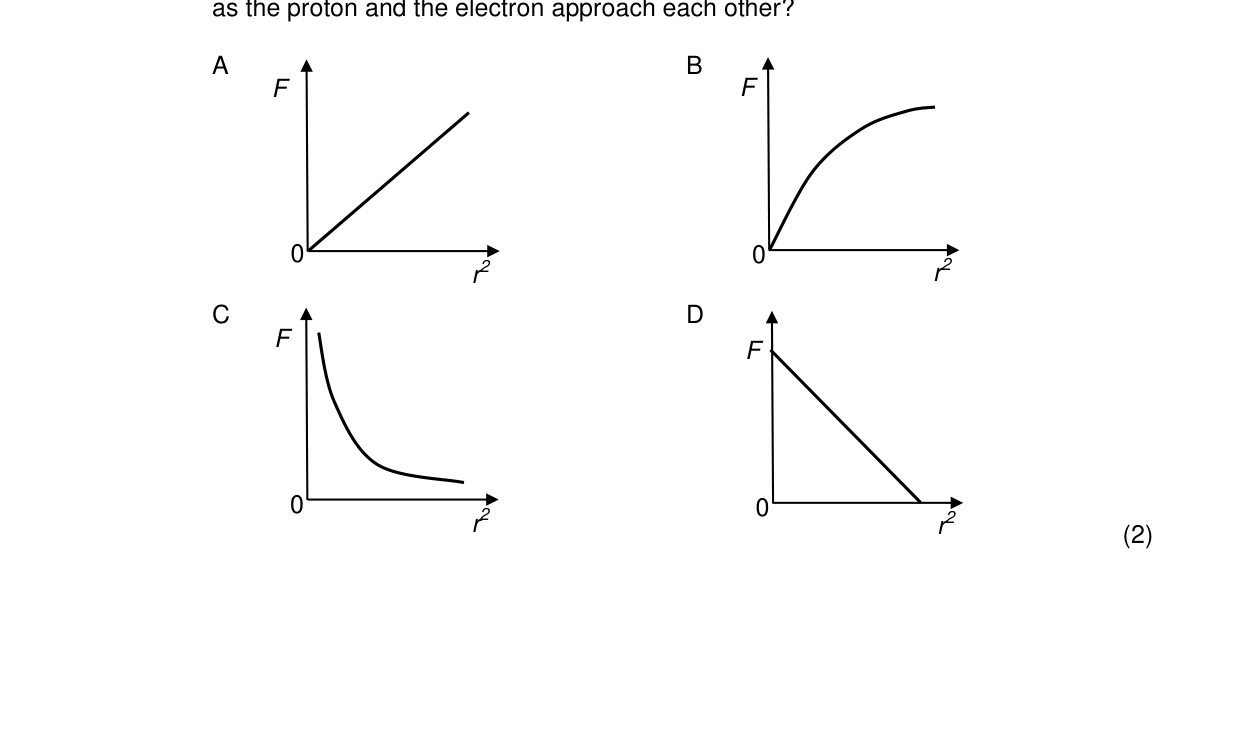 as the proton and the electron approach each other?
A
F
0
r²
B
F
0
r²
C
F
0
r²
D
F
0
r²
(2)